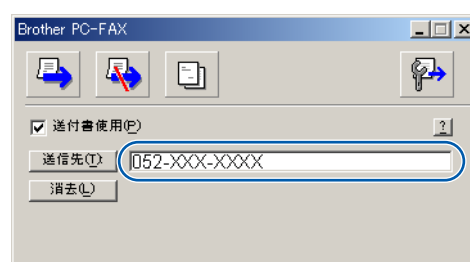 Brother PC-FAX
送付書使用(P)
?
送信先(T) 052-XXX-XXXX
消去(L)